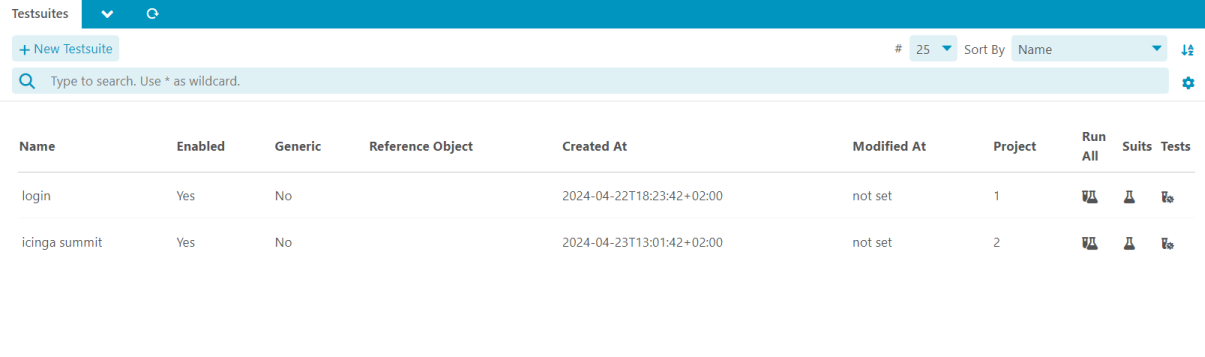 Testsuites
+ New Testsuite
# 25 Sort By Name
Type to search. Use * as wildcard.
Name Enabled Generic Reference Object Created At Modified At Project Run All Suits Tests
login Yes No 2024-04-22T18:23:42+02:00 not set 1
icinga summit Yes No 2024-04-23T13:01:42+02:00 not set 2